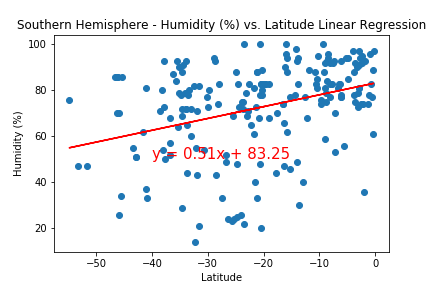 Southern Hemisphere - Humidity (%) vs. Latitude Linear Regression
100
80
60
40
20
Humidity (%)
y = 0.51x + 83.25
−50
−40
−30
−20
−10
0
Latitude